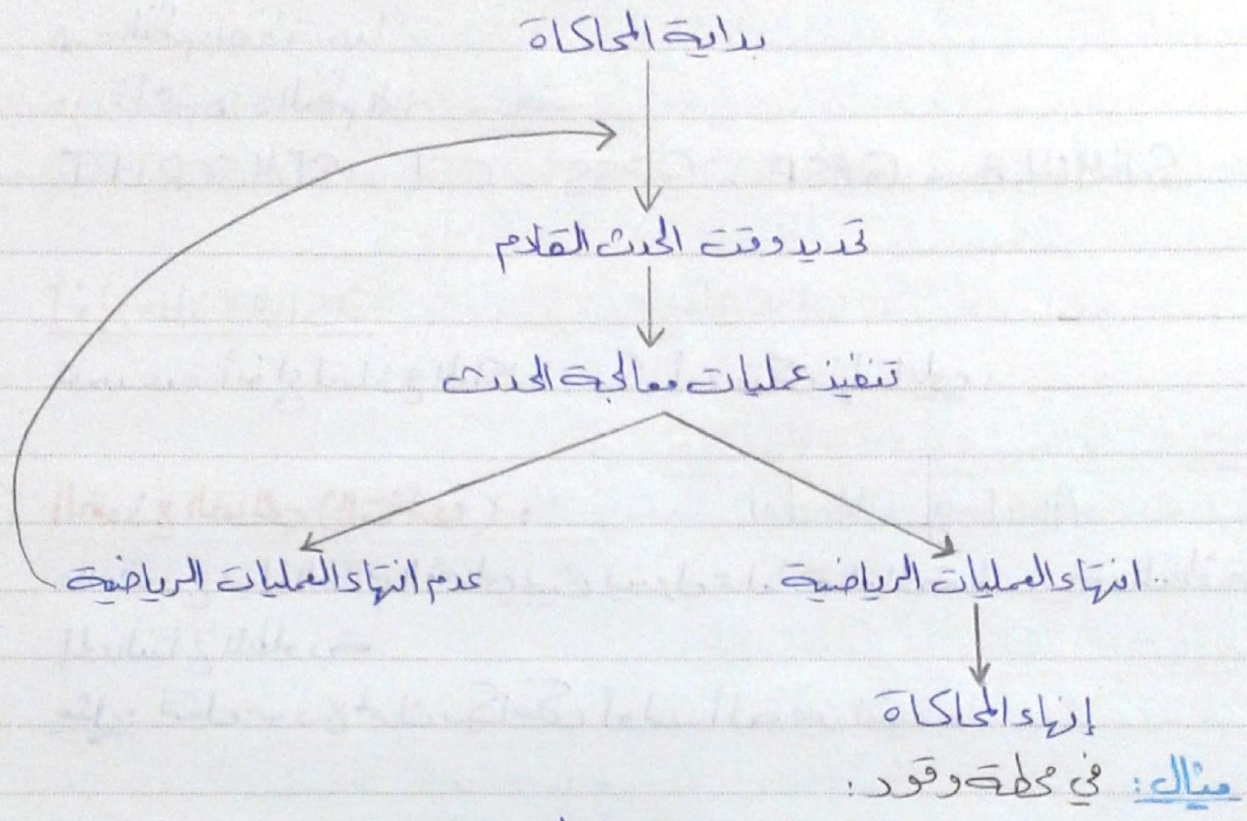 بداية المحاكاة
تحديد وقت الحدث القادم
تنفيذ عمليات معالجة الحدث
عدم انتهاء العمليات الرياضية
انتهاء العمليات الرياضية
إنهاء المحاكاة
مثال: في محطة وقود: